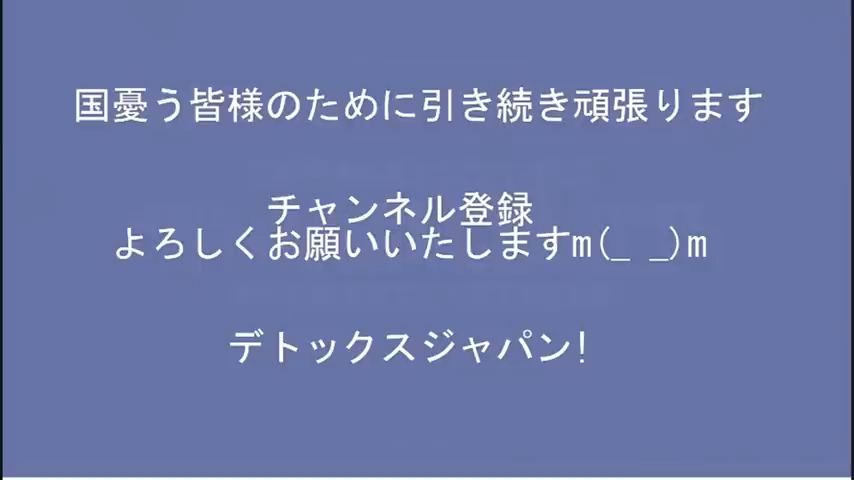 国憂う皆様のために引き続き頑張ります
チャンネル登録
よろしくお願いいたしますm(_ _)m
デトックスジャパン!